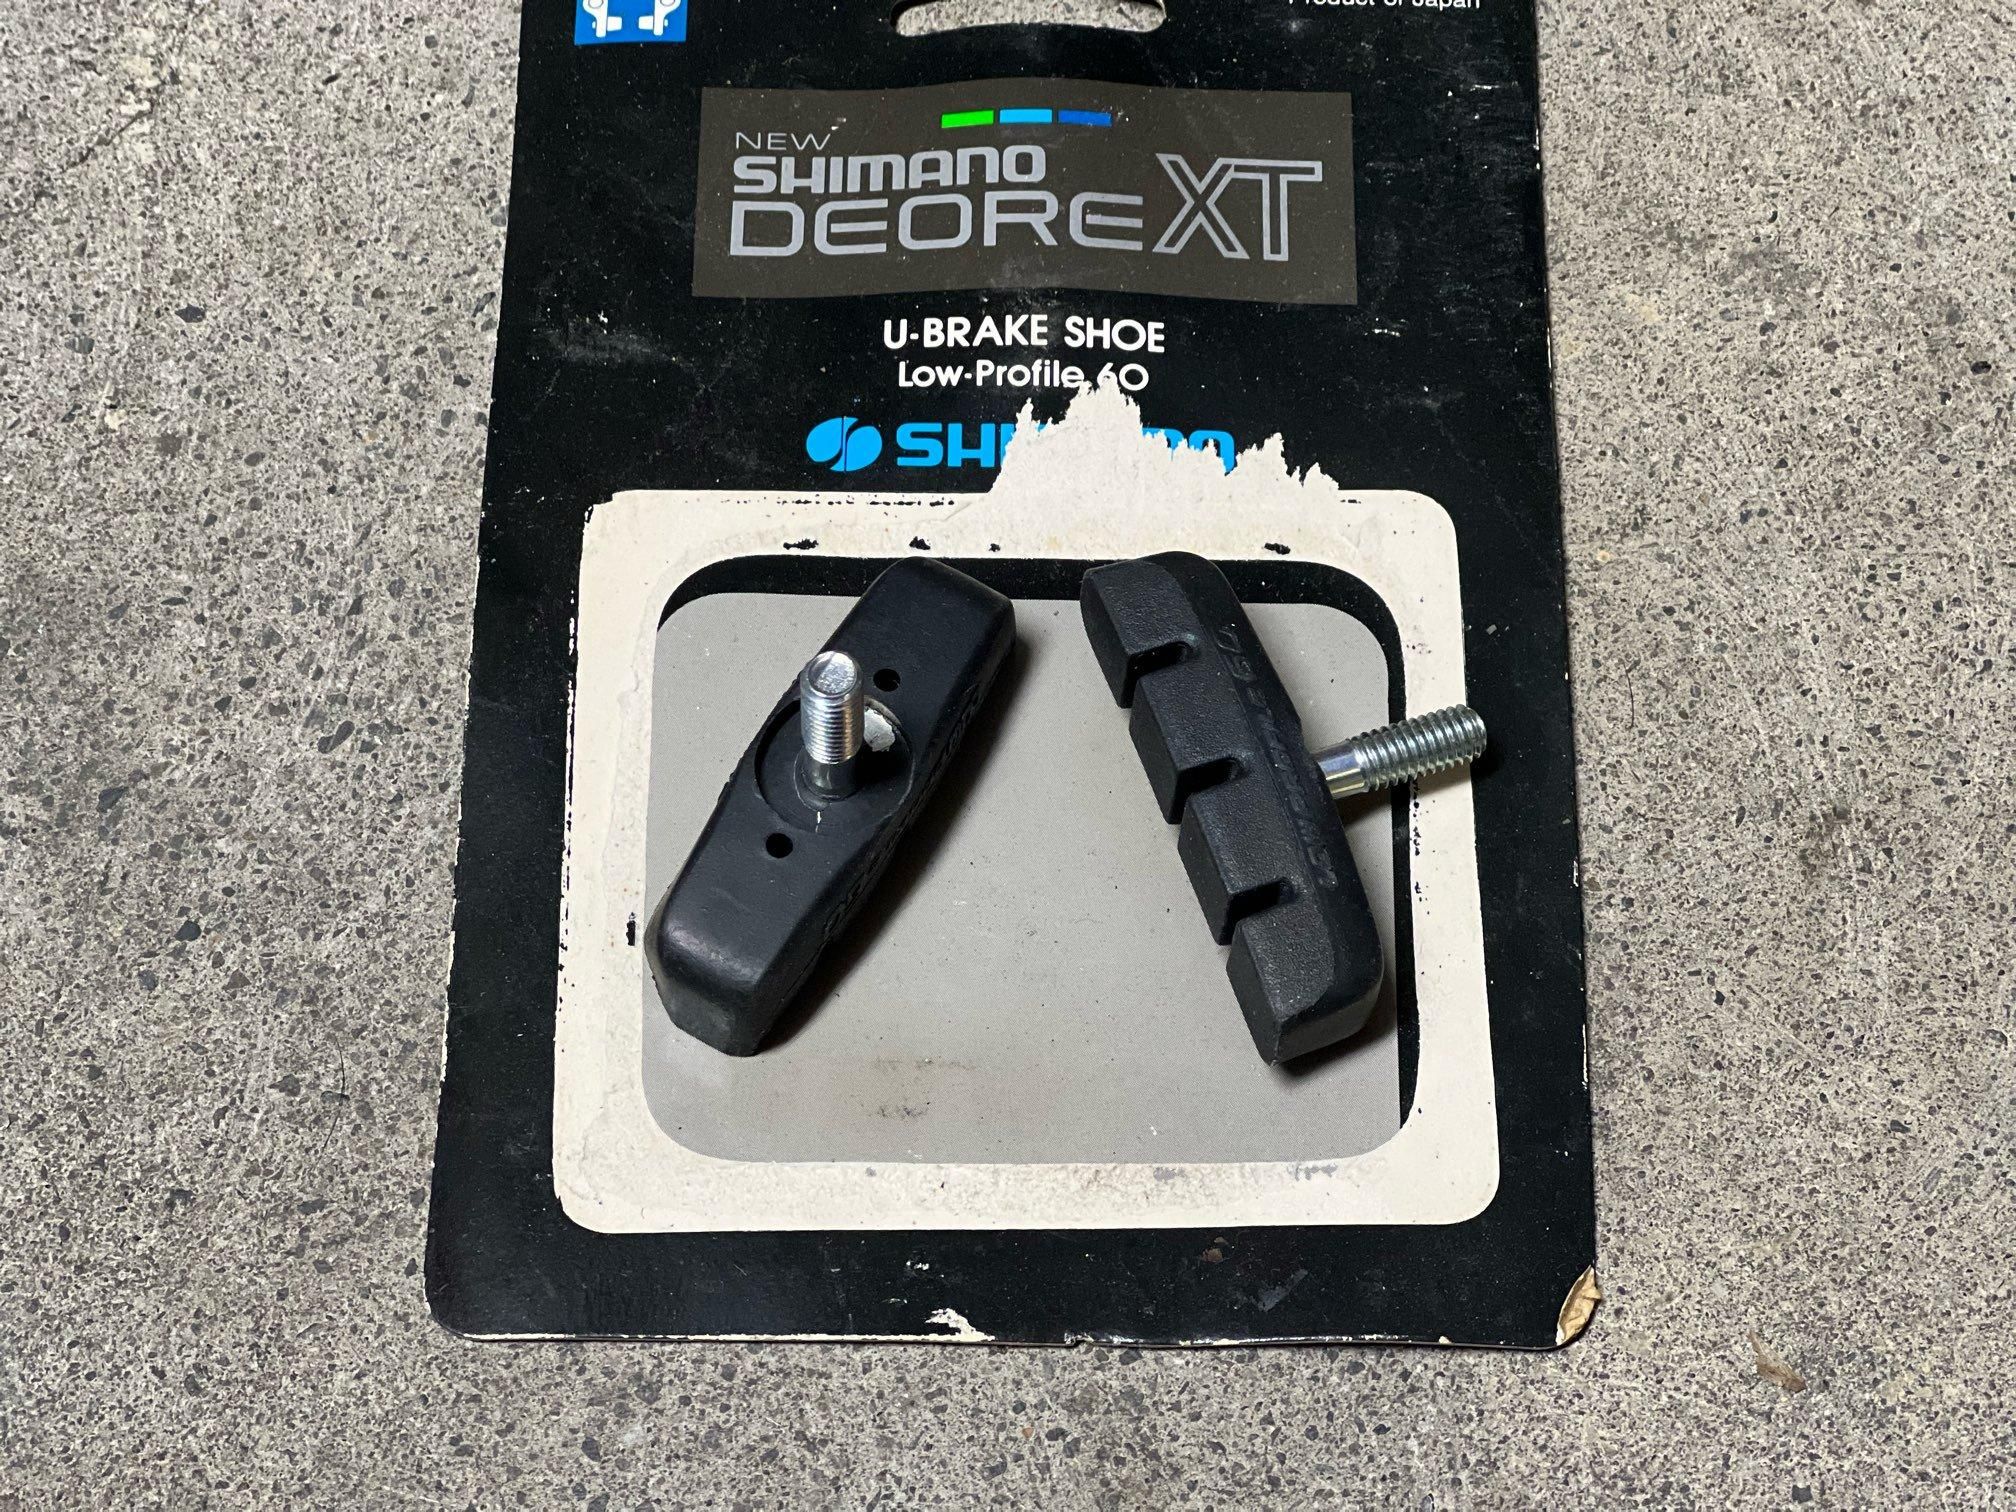 Product of Japan
NEW
SHIMANO
DEORE XT
U-BRAKE SHOE
Low-Profile 60